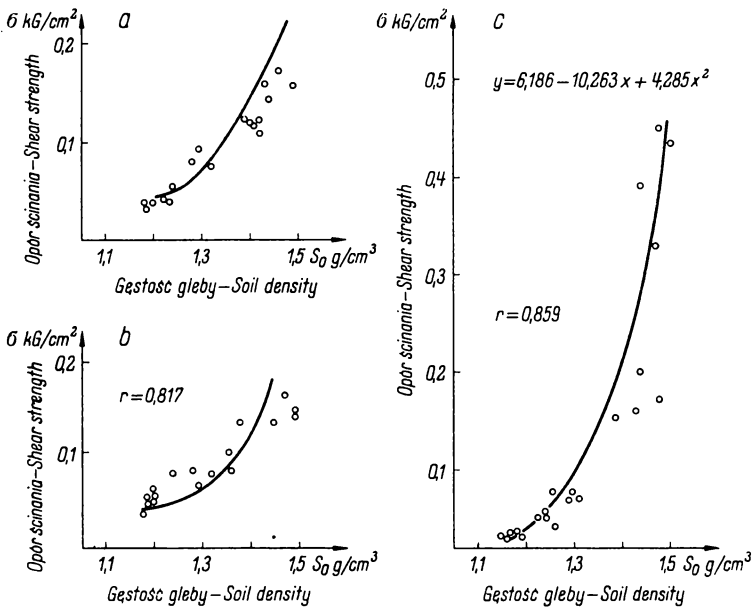 б kG/cm²
a
0,2
0,1
Opór ścinania–Shear strength
1,1 1,3 1,5 S₀ g/cm³
Gęstość gleby–Soil density
б kG/cm²
b
0,2
r=0,817
0,1
Opór ścinania–Shear strength
1,1 1,3 1,5 S₀ g/cm³
Gęstość gleby–Soil density
б kG/cm²
c
0,5
y=6,186–10,263x+4,285x²
0,4
0,3
r=0,859
0,2
0,1
Opór ścinania–Shear strength
1,1 1,3 1,5 S₀ g/cm³
Gęstość gleby–Soil density